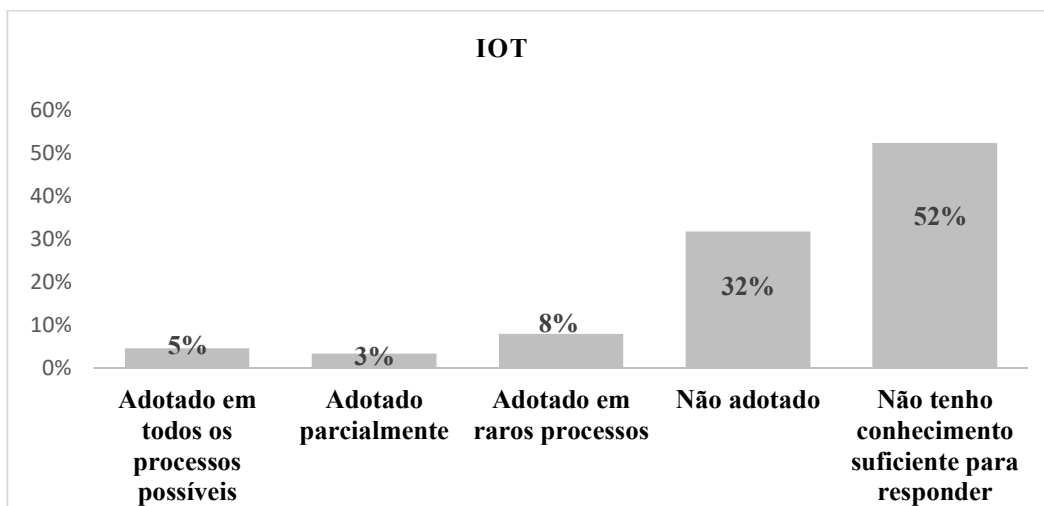 IOT
60%
50%
40%
30%
20%
10%
0%
5%
3%
8%
32%
52%
Adotado em
todos os
processos
possíveis
Adotado
parcialmente
Adotado em
raros processos
Não adotado
Não tenho
conhecimento
suficiente para
responder